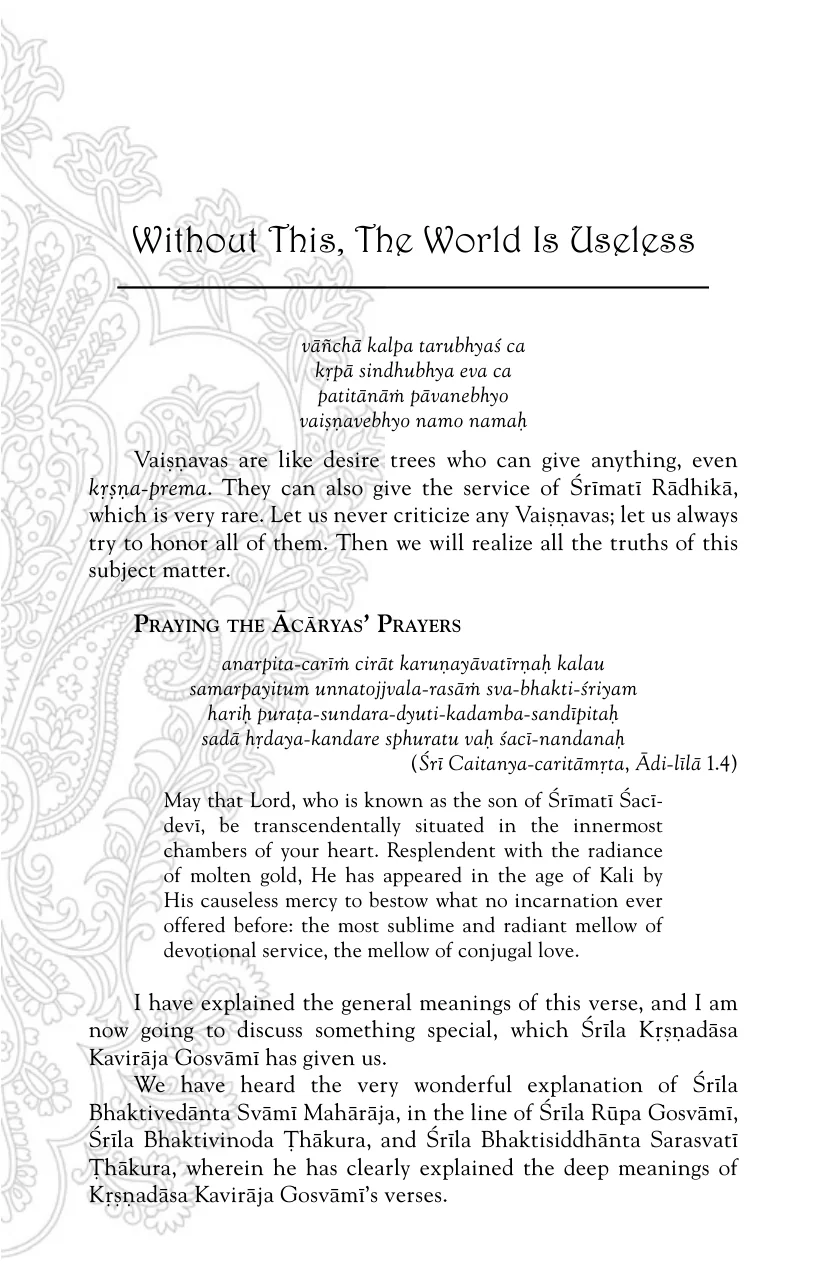 Without This, The World Is Useless
vāñchā kalpa tarubhyaś ca
kṛpā sindhubhya eva ca
patitānāṁ pāvanebhyo
vaiṣṇavebhyo namo namaḥ
Vaiṣṇavas are like desire trees who can give anything, even
kṛṣṇa-prema. They can also give the service of Śrīmatī Rādhikā,
which is very rare. Let us never criticize any Vaiṣṇavas; let us always
try to honor all of them. Then we will realize all the truths of this
subject matter.
Praying the Ācāryas’ Prayers
anarpita-carīṁ cirāt karuṇayāvatīrṇaḥ kalau
samarpayitum unnatojjvala-rasāṁ sva-bhakti-śriyam
hariḥ puraṭa-sundara-dyuti-kadamba-sandīpitaḥ
sadā hṛdaya-kandare sphuratu vaḥ śacī-nandanaḥ
(Śrī Caitanya-caritāmṛta, Ādi-līlā 1.4)
May that Lord, who is known as the son of Śrīmatī Śacī-
devī, be transcendentally situated in the innermost
chambers of your heart. Resplendent with the radiance
of molten gold, He has appeared in the age of Kali by
His causeless mercy to bestow what no incarnation ever
offered before: the most sublime and radiant mellow of
devotional service, the mellow of conjugal love.
I have explained the general meanings of this verse, and I am
now going to discuss something special, which Śrīla Kṛṣṇadāsa
Kavirāja Gosvāmī has given us.
We have heard the very wonderful explanation of Śrīla
Bhaktivedānta Svāmī Mahārāja, in the line of Śrīla Rūpa Gosvāmī,
Śrīla Bhaktivinoda Ṭhākura, and Śrīla Bhaktisiddhānta Sarasvatī
Ṭhākura, wherein he has clearly explained the deep meanings of
Kṛṣṇadāsa Kavirāja Gosvāmī’s verses.